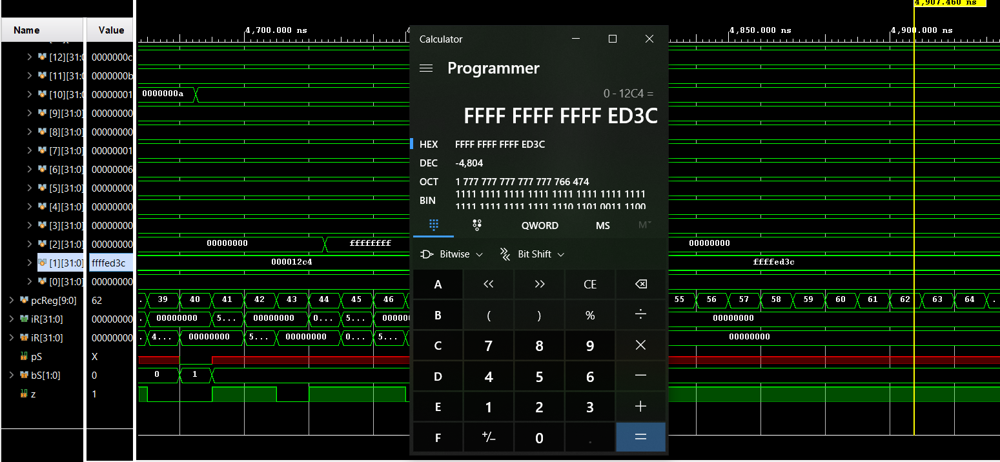 4,907.460 ns
Name Value
4,700.000 ns 4,850.000 ns 4,900.000 ns
[12][31:0 0000000c
[11][31:0 0000000b
[10][31:0 00000001 0000000a
[9][31:0] 00000000
[8][31:0] 00000000
[7][31:0] 00000001
[6][31:0] 00000006
[5][31:0] 00000000
[4][31:0] 00000000
[3][31:0] 00000000
[2][31:0] 00000000 00000000 ffffffff 00000000
[1][31:0] ffffed3c 000012c4 ffffed3c
[0][31:0] 00000000
pcReg[9:0] 62 . 39 40 41 42 43 44 45 46 55 56 57 58 59 60 61 62 63 64 .
iR[31:0] 00000000 . 00000000 5... 00000000 0... 5... 00000 00000000
iR[31:0] 00000000 . 4... 00000000 5... 00000000 0... 5... 00000000
pS X
bS[1:0] 0 0 1
z 1
Calculator
Programmer
0 - 12C4 =
FFFF FFFF FFFF ED3C
HEX FFFF FFFF FFFF ED3C
DEC -4,804
OCT 1 777 777 777 777 777 766 474
BIN 1111 1111 1111 1111 1111 1111 1111 1111
1111 1111 1111 1111 1110 1101 0011 1100
QWORD MS M˅
Bitwise Bit Shift
A << >> CE
B ( ) % ÷
C 7 8 9 ×
D 4 5 6 −
E 1 2 3 +
F +/− 0 . =